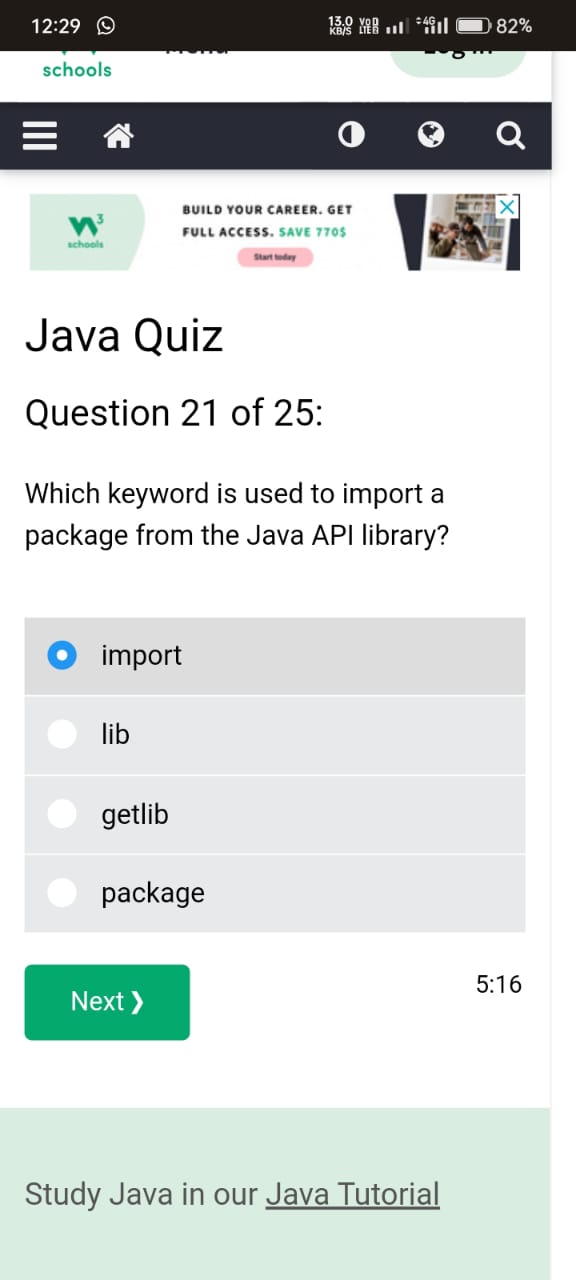 12:29 13.0 KB/S VoD LTE 4G 82%
schools
BUILD YOUR CAREER. GET
FULL ACCESS. SAVE 770$
Start today
W3
schools
Java Quiz
Question 21 of 25:
Which keyword is used to import a
package from the Java API library?
import
lib
getlib
package
Next ❯
5:16
Study Java in our Java Tutorial